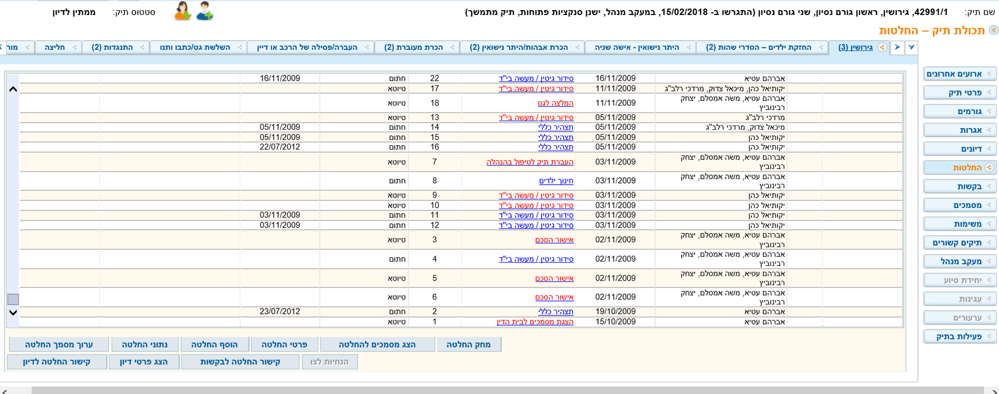 שם תיק: 42991/1, גירושין, ראשון גורם נסיון, שני גורם נסיון (התגרשו ב- 15/02/2018, במעקב מנהל, ישנן סנקציות פתוחות, תיק מתמשך) סטטוס תיק: ממתין לדיון
תכולת תיק – החלטות
גירושין (3) החזקת ילדים – הסדרי שהות (2) היתר נישואין - אישה שניה הכרת אבהות/היתר נישואין (2) הכרת מעוברת (2) העברה/פסילה של הרכב או דיין השלשת גט/כתבו ותנו התנגדות (2) חליצה מור
ארועים אחרונים
פרטי תיק
גורמים
אגרות
דיונים
החלטות
בקשות
מסמכים
משימות
תיקים קשורים
מעקב מנהל
יחידת סיוע
עגינות
ערעורים
פעילות בתיק
אברהם עטיא 16/11/2009 סידור גיטין / מעשה בי"ד 22 חתום 16/11/2009
יקותיאל כהן, מיכאל צדוק, מרדכי רלב"ג 11/11/2009 סידור גיטין / מעשה בי"ד 17 טיוטא
אברהם עטיא, משה אמסלם, יצחק
רבינוביץ 11/11/2009 המלצה לגט 18 טיוטא
מרדכי רלב"ג 05/11/2009 סידור גיטין / מעשה בי"ד 13 טיוטא
מיכאל צדוק, מרדכי רלב"ג 05/11/2009 תצהיר כללי 14 חתום 05/11/2009
יקותיאל כהן 05/11/2009 תצהיר כללי 15 חתום 05/11/2009
יקותיאל כהן 05/11/2009 תצהיר כללי 16 חתום 22/07/2012
אברהם עטיא, משה אמסלם, יצחק
רבינוביץ 03/11/2009 העברת תיק לטיפול בהנהלה 7 טיוטא
אברהם עטיא, משה אמסלם, יצחק
רבינוביץ 03/11/2009 חינוך ילדים 8 חתום
יקותיאל כהן 03/11/2009 סידור גיטין / מעשה בי"ד 9 טיוטא
יקותיאל כהן 03/11/2009 סידור גיטין / מעשה בי"ד 10 טיוטא
יקותיאל כהן 03/11/2009 סידור גיטין / מעשה בי"ד 11 חתום 03/11/2009
יקותיאל כהן 03/11/2009 סידור גיטין / מעשה בי"ד 12 חתום 03/11/2009
אברהם עטיא, משה אמסלם, יצחק
רבינוביץ 02/11/2009 אישור הסכם 3 טיוטא
אברהם עטיא, משה אמסלם, יצחק
רבינוביץ 02/11/2009 סידור גיטין / מעשה בי"ד 4 חתום
אברהם עטיא, משה אמסלם, יצחק
רבינוביץ 02/11/2009 אישור הסכם 5 טיוטא
אברהם עטיא, משה אמסלם, יצחק
רבינוביץ 02/11/2009 אישור הסכם 6 טיוטא
אברהם עטיא 19/10/2009 תצהיר כללי 2 חתום 23/07/2012
אברהם עטיא 15/10/2009 הצגת מסמכים לבית הדין 1 טיוטא
מחק החלטה הצג מסמכים להחלטה פרטי החלטה הוסף החלטה נתוני החלטה ערוך מסמך החלטה
הנחיות לצו קישור החלטה לבקשות הצג פרטי דיון קישור החלטה לדיון